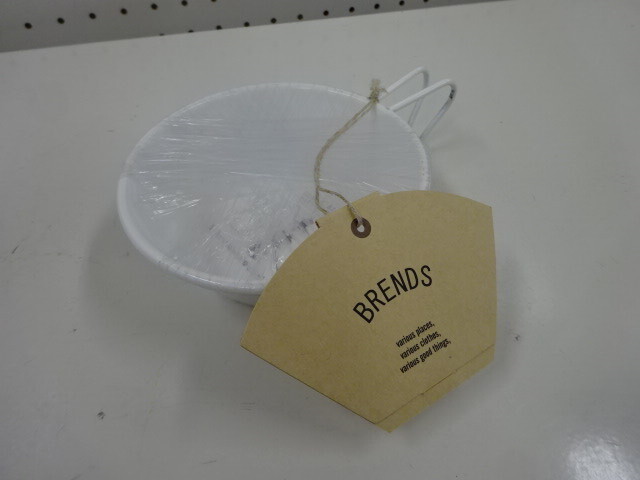 BRENDS
various places,
various clothes,
various good things,